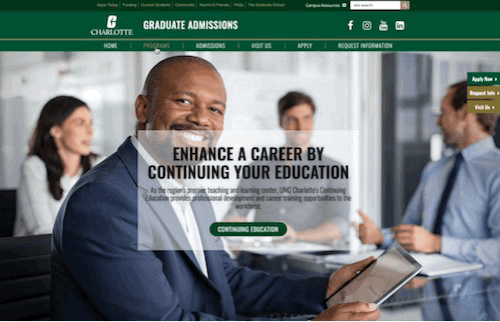 Apply Today | Funding | Current Students | Community | Alumni & Friends | FAQs | The Graduate School
Campus Resources
CHARLOTTE
GRADUATE ADMISSIONS
HOME | PROGRAMS | ADMISSIONS | VISIT US | APPLY | REQUEST INFORMATION
Apply Now
Request Info
Visit Us
ENHANCE A CAREER BY
CONTINUING YOUR EDUCATION
As the region's premier teaching and learning center, UNC Charlotte's Continuing
Education provides professional development and career training opportunities to the
workforce.
CONTINUING EDUCATION